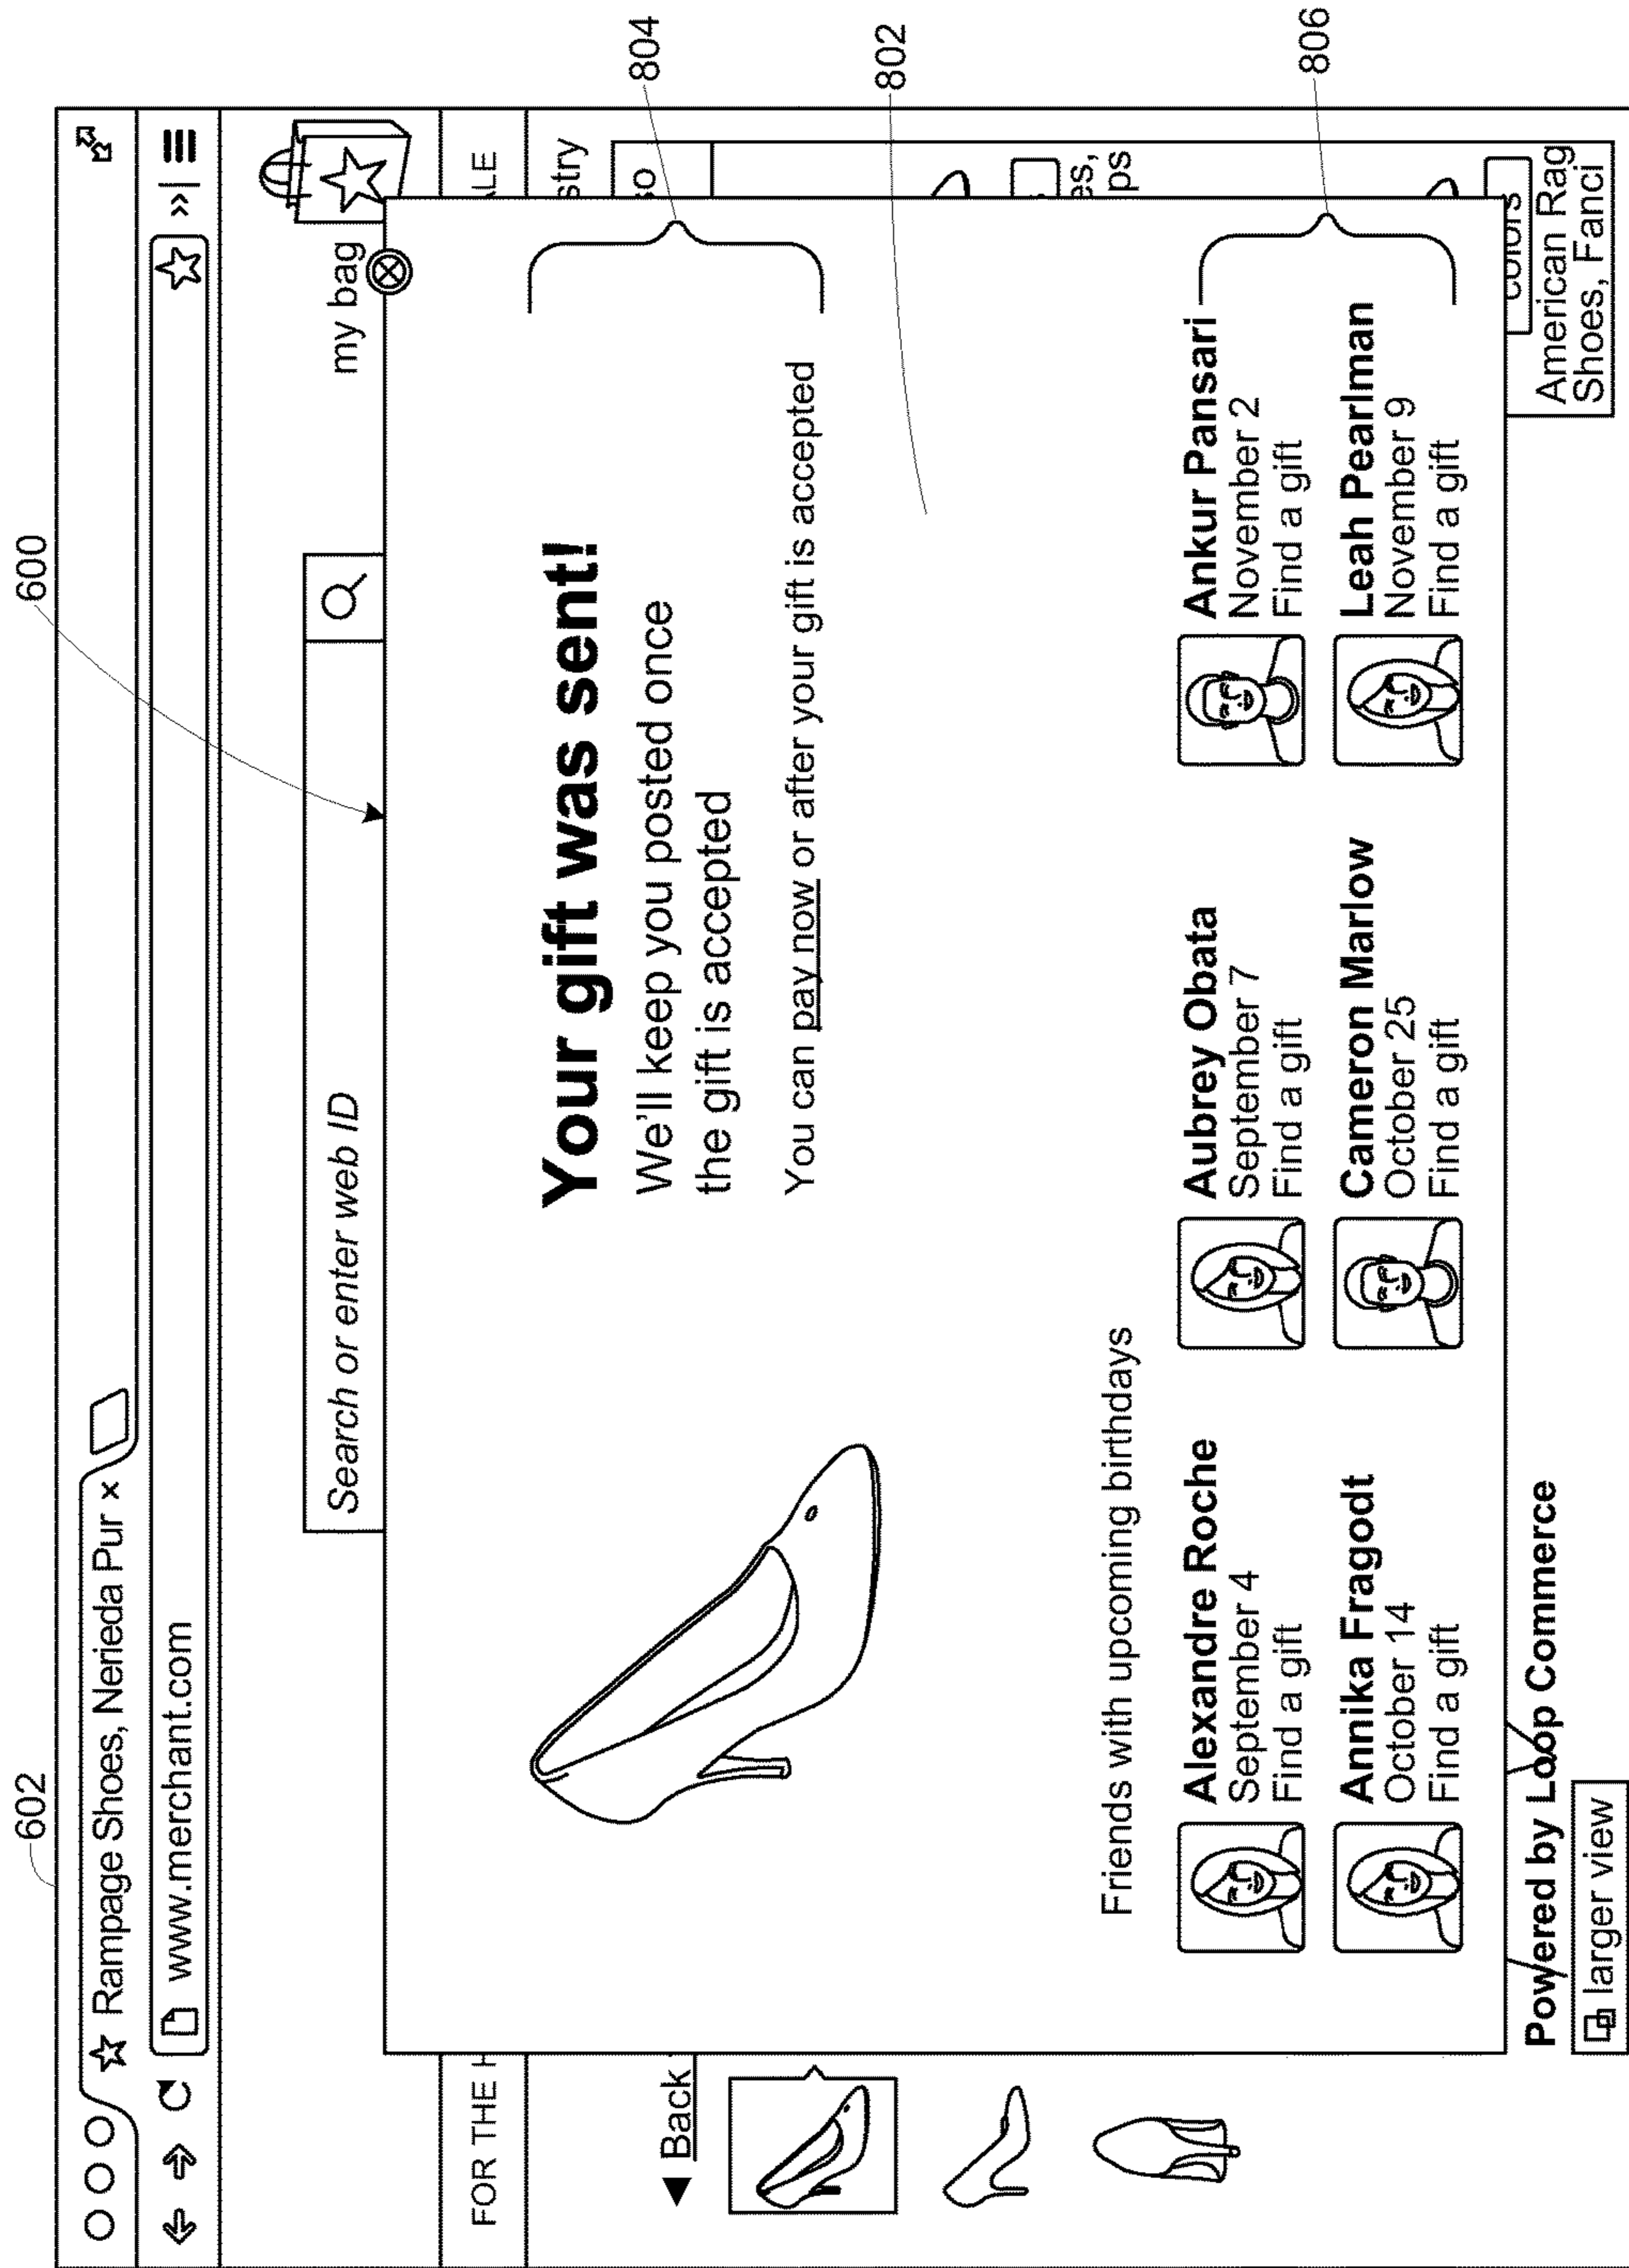 602
600
Rampage Shoes, Nerieda Pur ×
www.merchant.com
Search or enter web ID
my bag
FOR THE H
ALE
stry
Back
so
es,
ps
804
802
806
Your gift was sent!
We'll keep you posted once
the gift is accepted
You can pay now or after your gift is accepted
Friends with upcoming birthdays
Alexandre Roche
September 4
Find a gift
Aubrey Obata
September 7
Find a gift
Ankur Pansari
November 2
Find a gift
Annika Fragodt
October 14
Find a gift
Cameron Marlow
October 25
Find a gift
Leah Pearlman
November 9
Find a gift
colors
American Rag
Shoes, Fanci
Powered by Loop Commerce
larger view